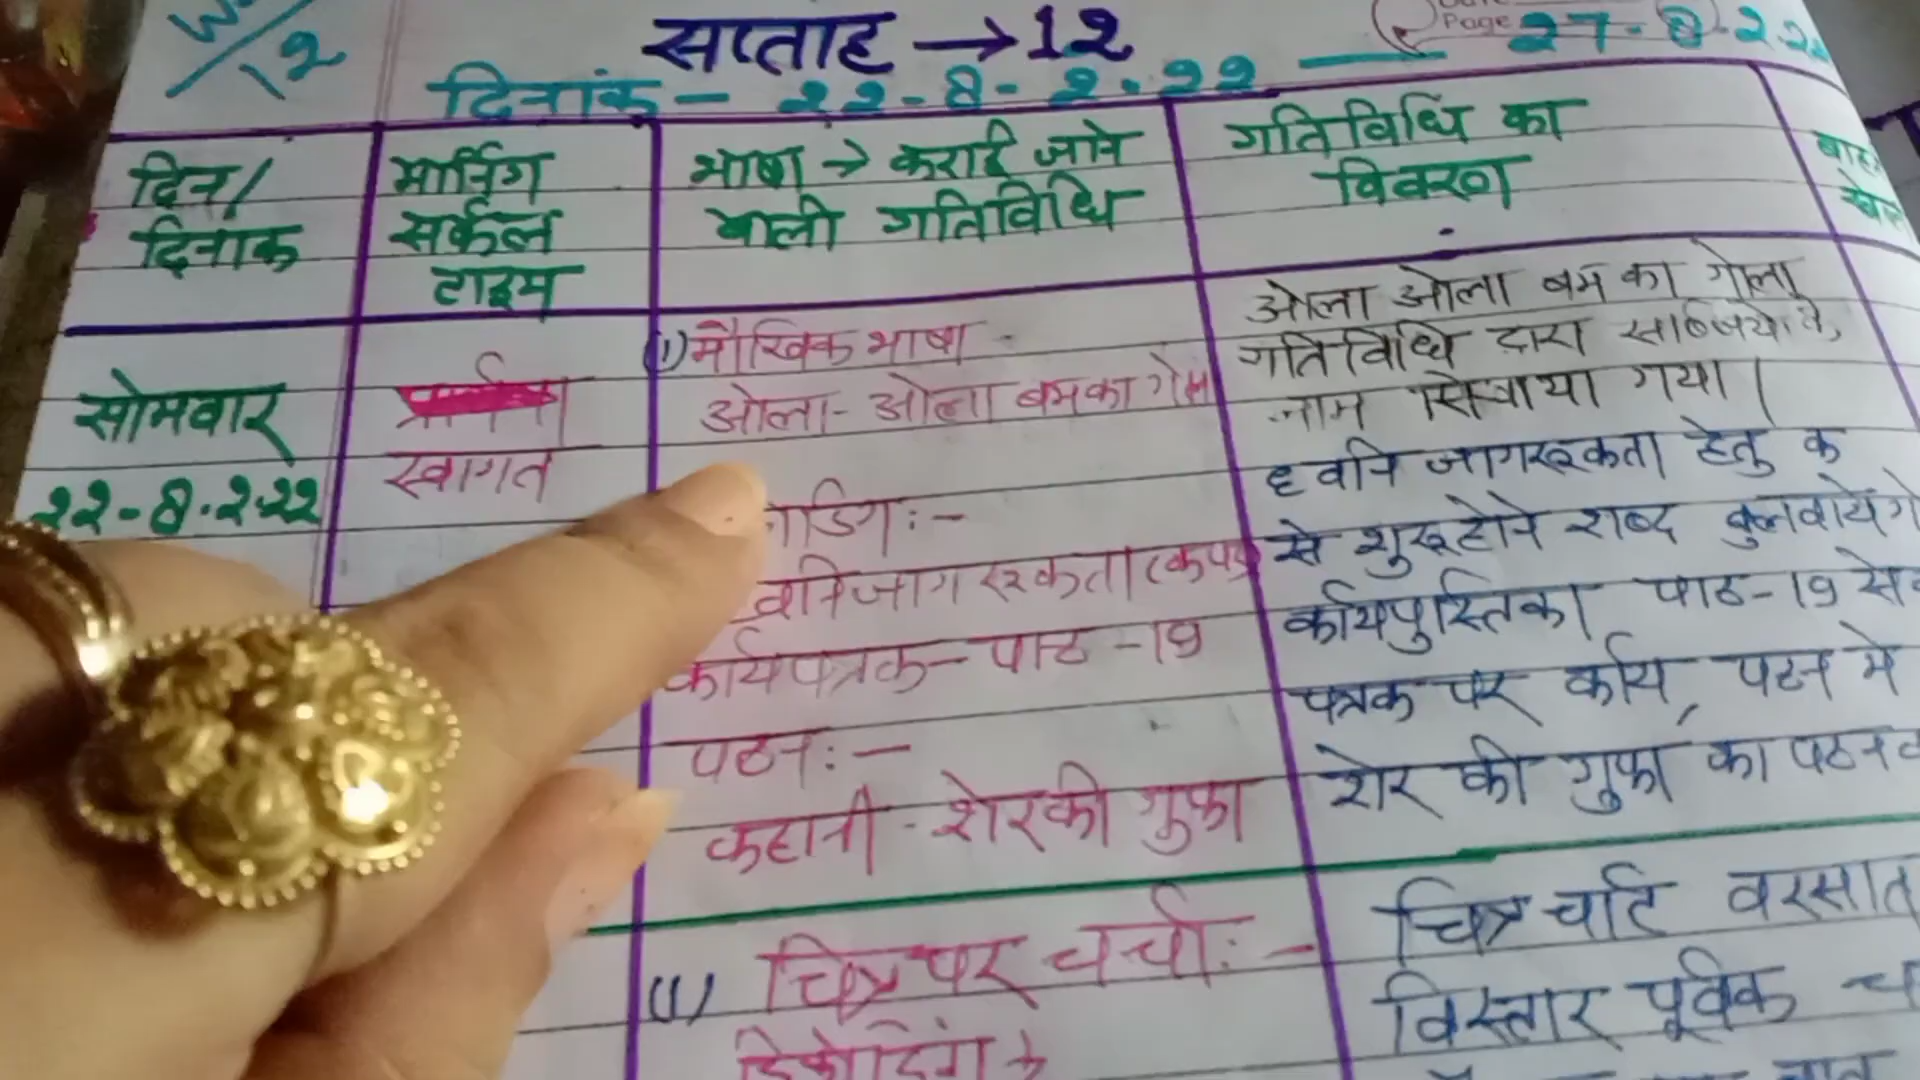 सप्ताह → 12
Page
दिनांक - 22-8-2022 — 27-8-2022
दिन/
दिनांक
मार्निंग
सर्कल
टाइम
भाषा → कराई जाने
वाली गतिविधि
गतिविधि का
विवरण
सोमवार
22-8-2022
स्वागत
(1) मौखिक भाषा -
ओला-ओला बम का
डिंग:-
जागरूकता
कार्यपत्रक - पाठ -19
पठन:-
कहानी - शेर की गुफा
ओला ओला बम का गोला
गतिविधि द्वारा सब्जियो के
नाम सिखाया गया।
ध्वनि जागरूकता हेतु क
से शुरू होने शब्द बुलवायेगे
कार्यपुस्तिका पाठ-19 से
पत्रक पर कार्य, पठन मे
शेर की गुफा का पठन
(1) चित्र पर चर्चा:-
डिकोडिंग →
चित्र चार्ट बरसात
विस्तार पूर्वक